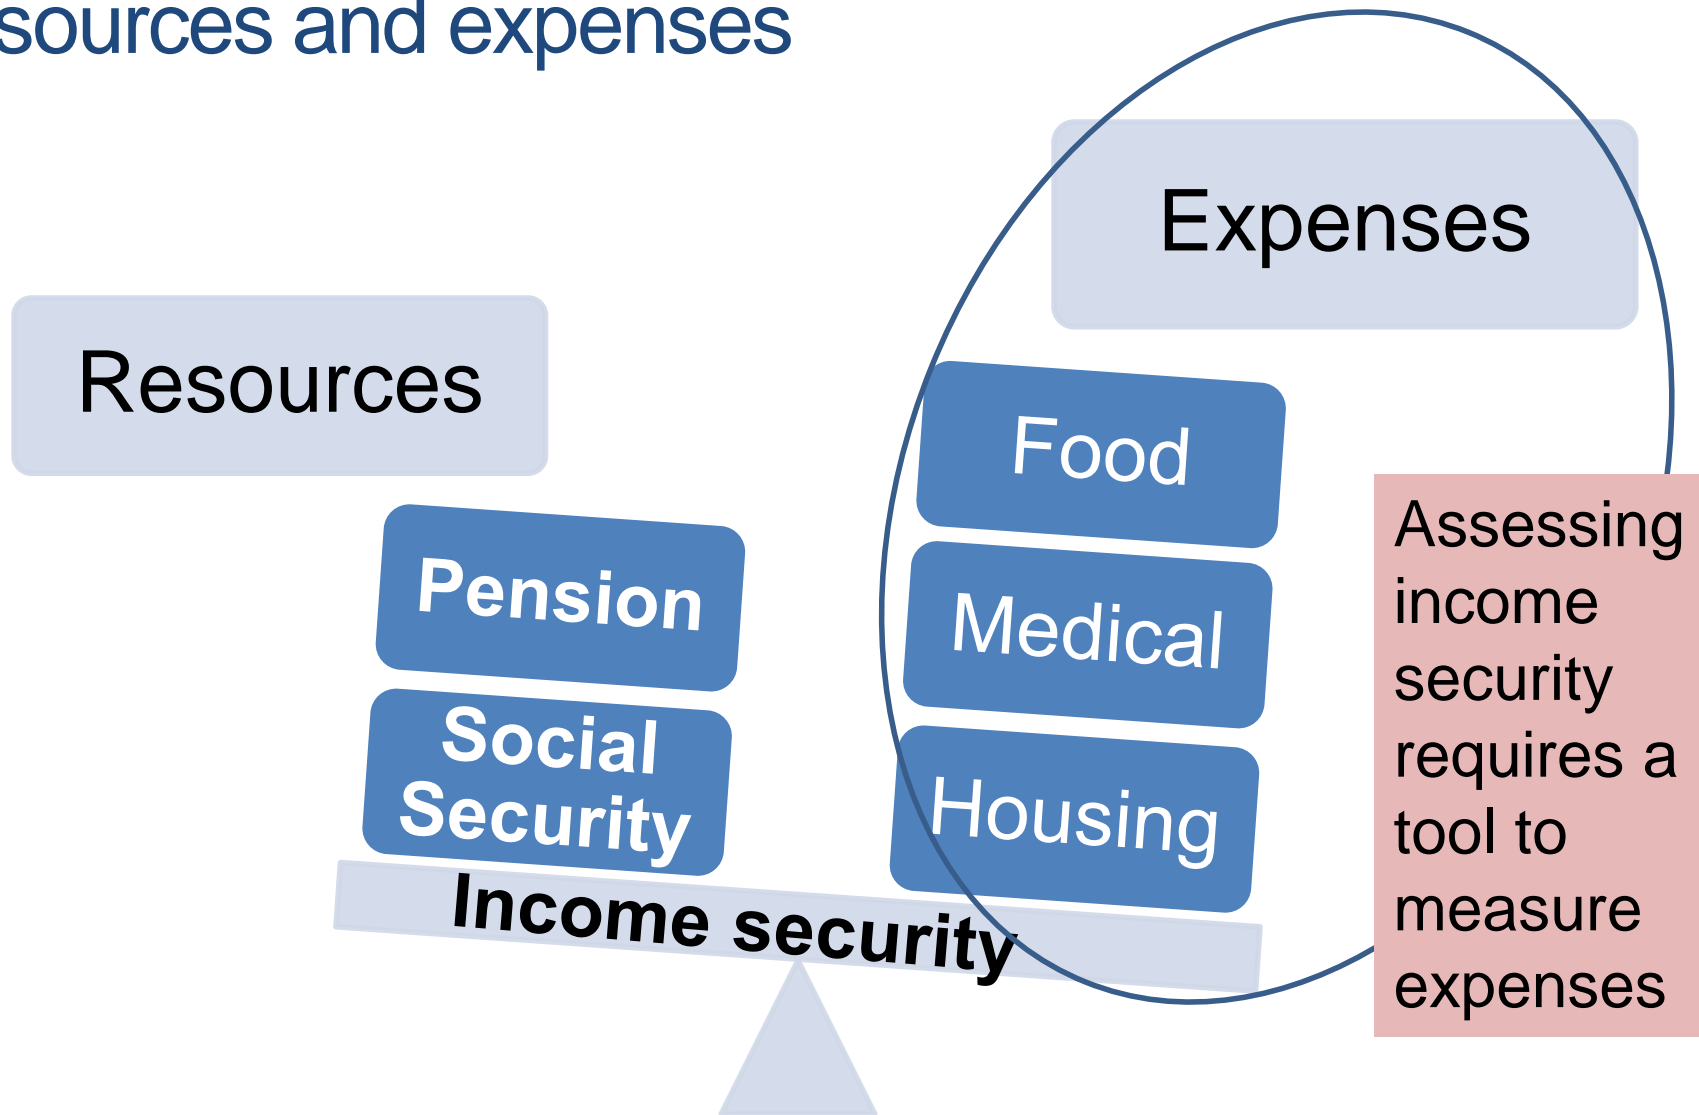 sources and expenses
Expenses
Resources
Food
Medical
Housing
Pension
Social
Security
Income security
Assessing
income
security
requires a
tool to
measure
expenses